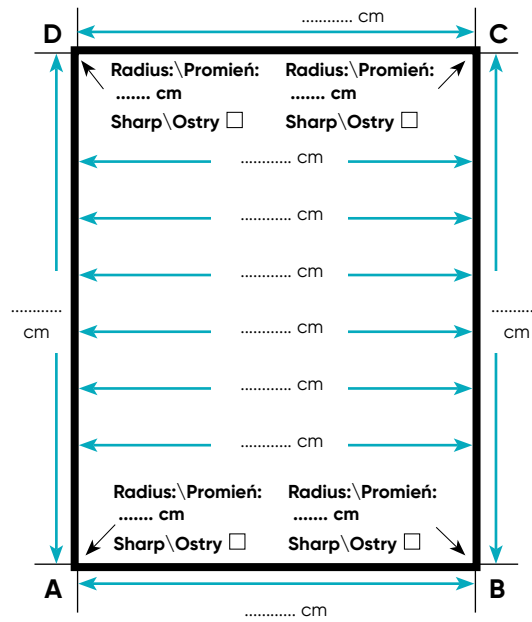 ............ cm
D C
Radius:\Promień: Radius:\Promień:
....... cm ....... cm
Sharp\Ostry □ Sharp\Ostry □
............ cm
............ cm
............ cm
............ cm ............ cm
............ cm
............ cm
............ cm
Radius:\Promień: Radius:\Promień:
....... cm ....... cm
Sharp\Ostry □ Sharp\Ostry □
A B
............ cm